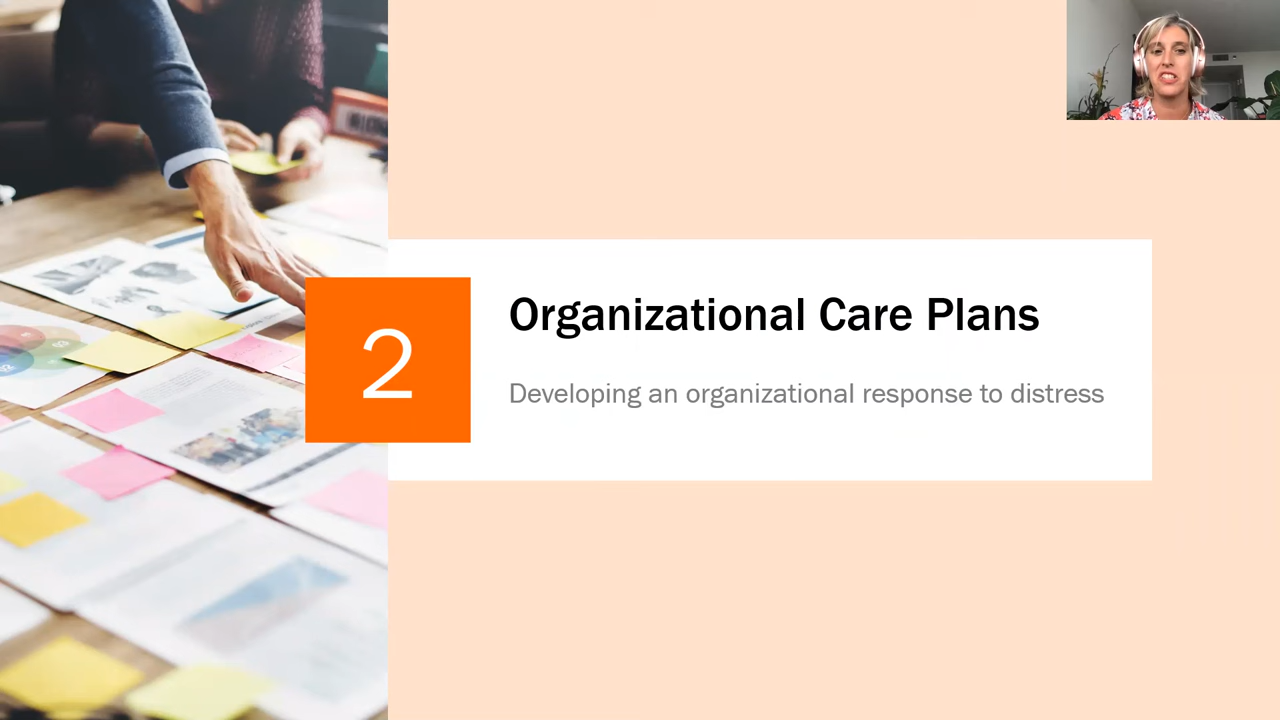 2
Organizational Care Plans
Developing an organizational response to distress